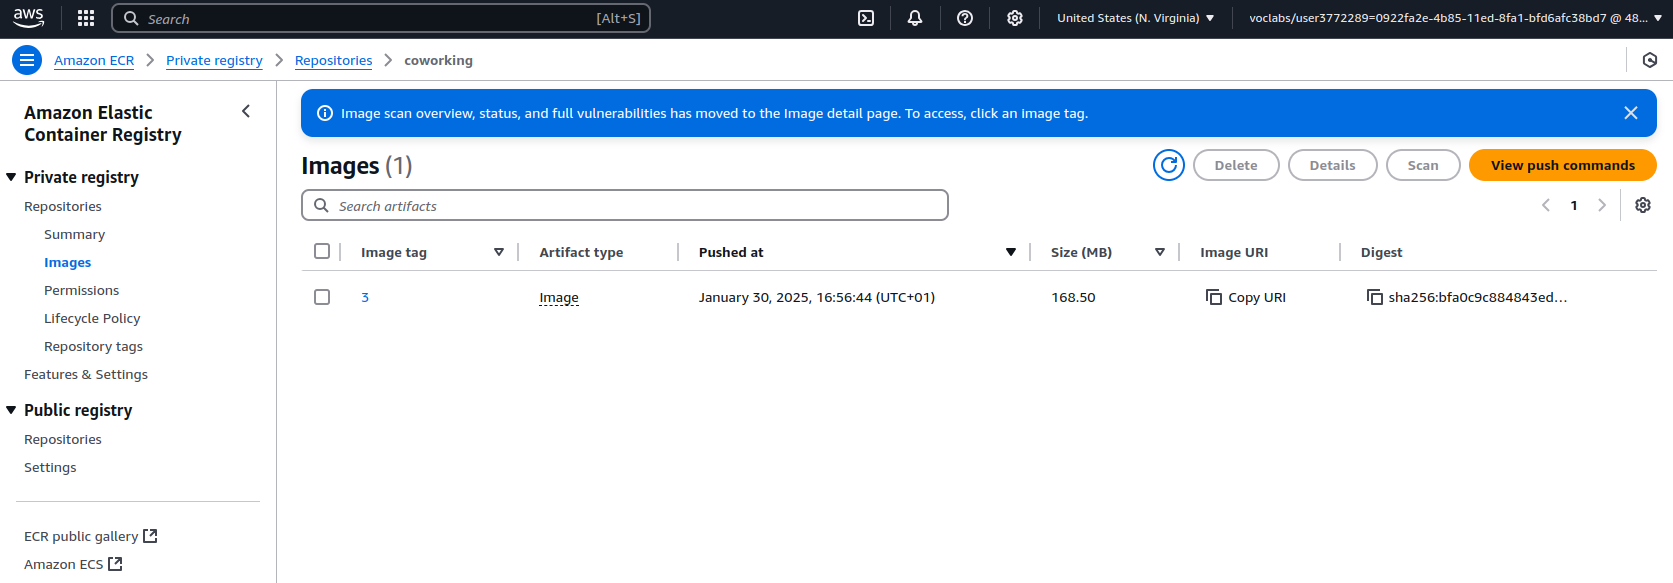 aws
Search [Alt+S]
United States (N. Virginia)
voclabs/user3772289=0922fa2e-4b85-11ed-8fa1-bfd6afc38bd7 @ 48...
Amazon ECR
Private registry
Repositories
coworking
Amazon Elastic
Container Registry
Private registry
Repositories
Summary
Images
Permissions
Lifecycle Policy
Repository tags
Features & Settings
Public registry
Repositories
Settings
ECR public gallery
Amazon ECS
Image scan overview, status, and full vulnerabilities has moved to the Image detail page. To access, click an image tag.
Images (1)
Delete
Details
Scan
View push commands
Search artifacts
1
Image tag Artifact type Pushed at Size (MB) Image URI Digest
3 Image January 30, 2025, 16:56:44 (UTC+01) 168.50 Copy URI sha256:bfa0c9c884843ed...